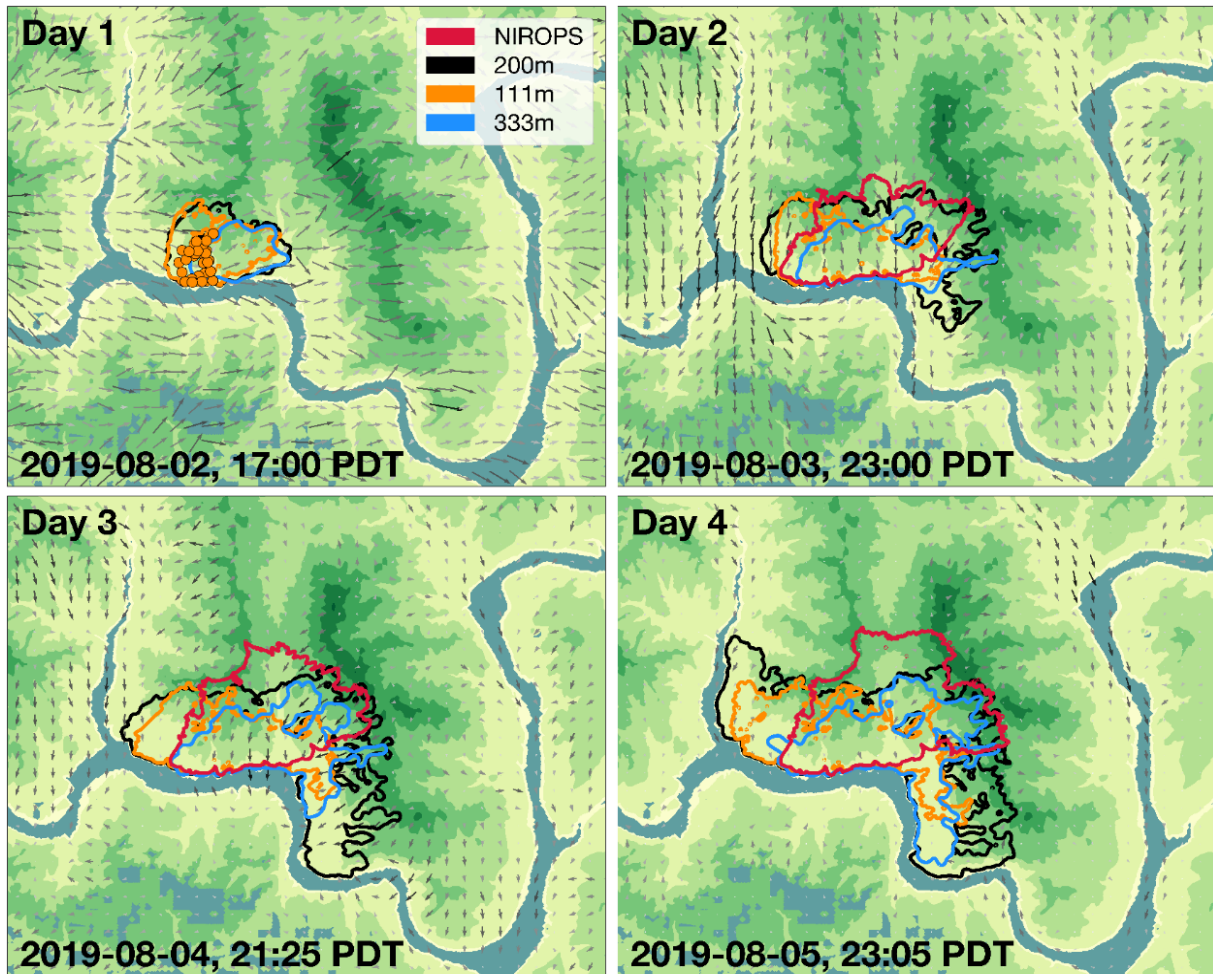 Day 1
NIROPS
200m
111m
333m
2019-08-02, 17:00 PDT
Day 2
2019-08-03, 23:00 PDT
Day 3
2019-08-04, 21:25 PDT
Day 4
2019-08-05, 23:05 PDT